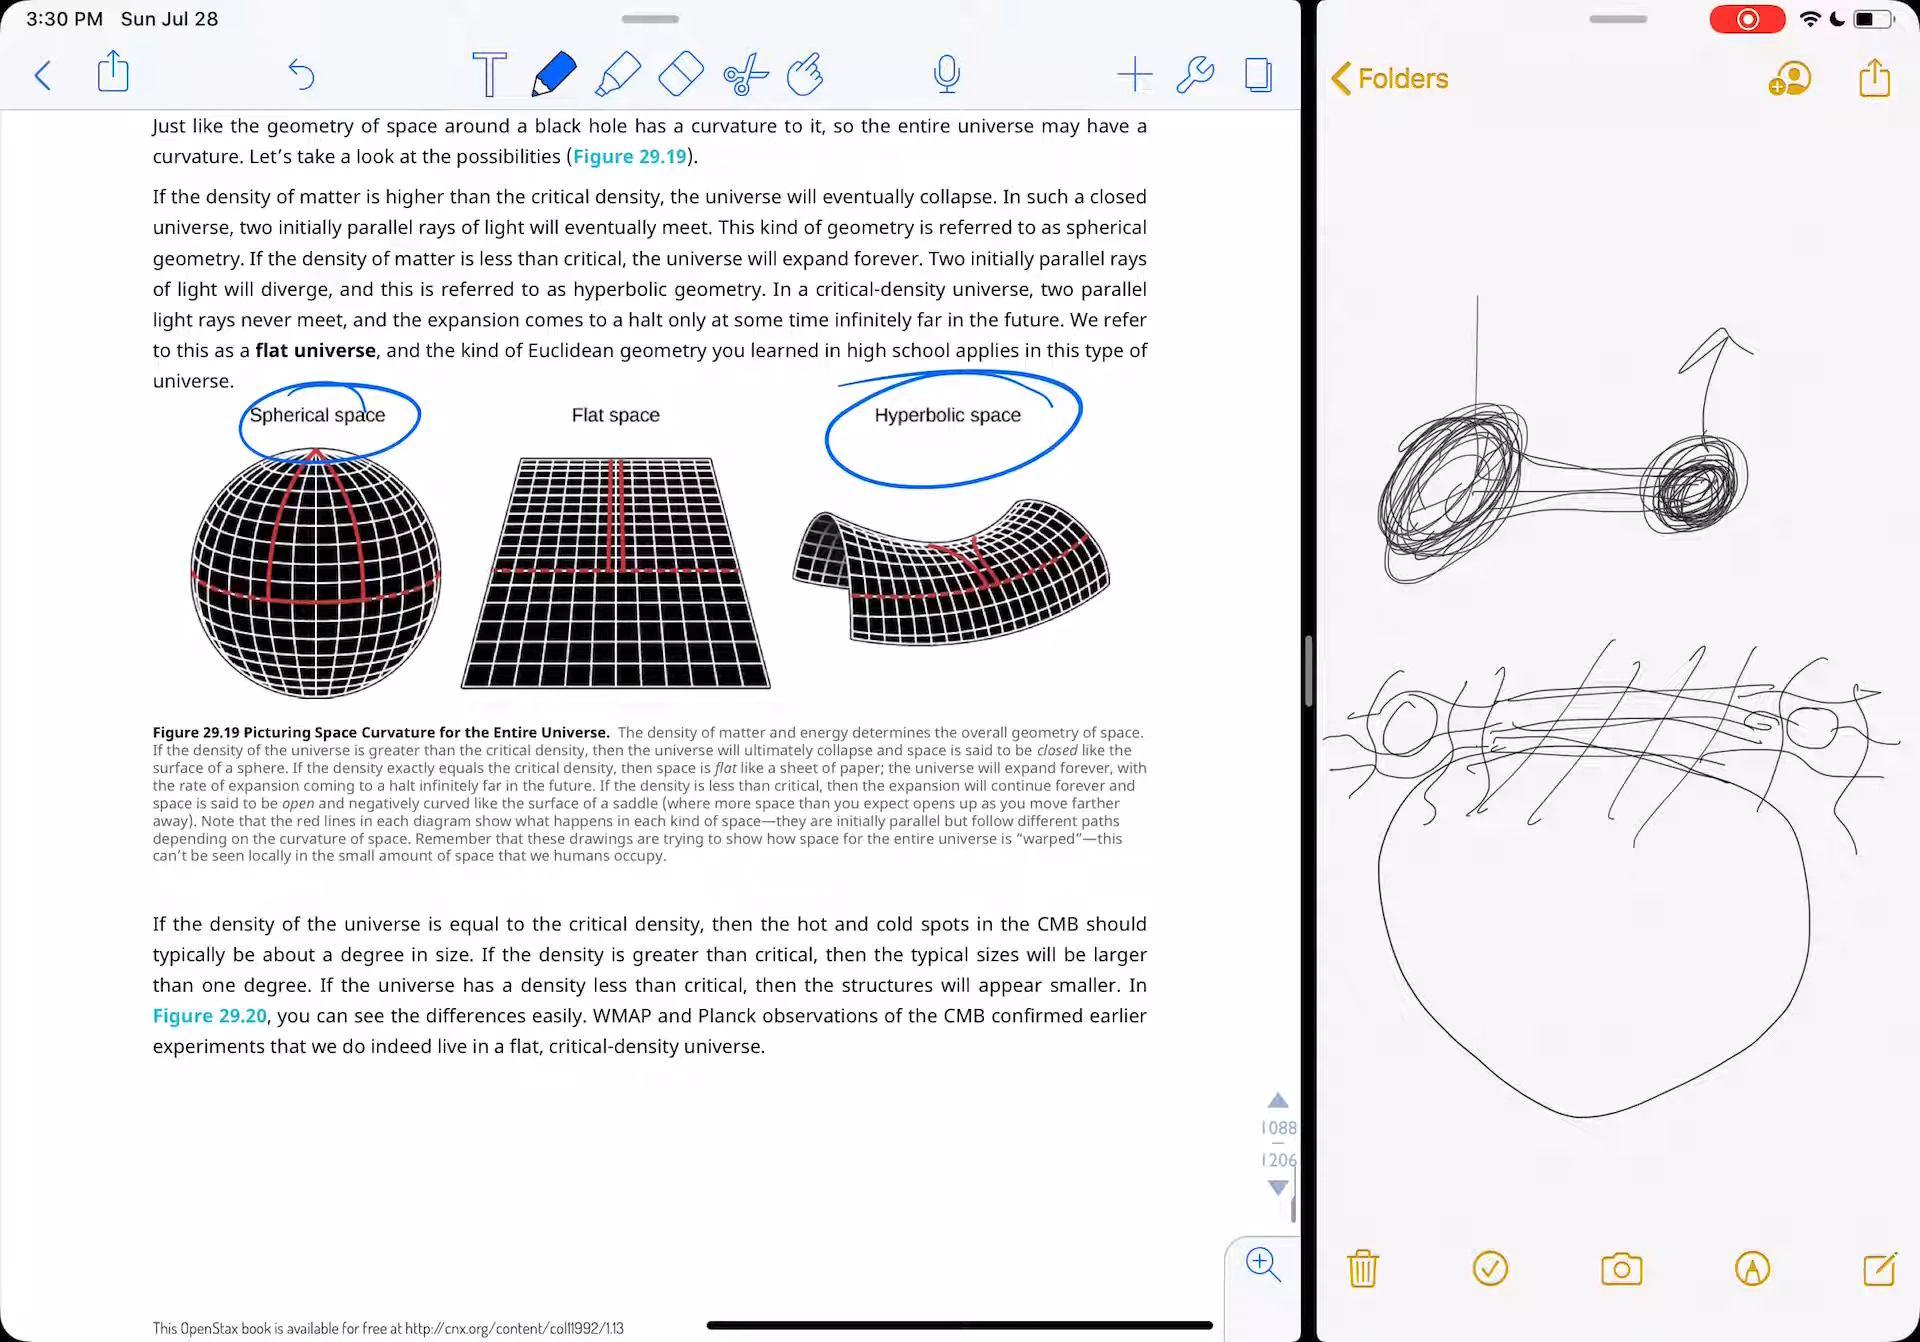 3:30 PM Sun Jul 28
Folders
Just like the geometry of space around a black hole has a curvature to it, so the entire universe may have a
curvature. Let’s take a look at the possibilities (Figure 29.19).
If the density of matter is higher than the critical density, the universe will eventually collapse. In such a closed
universe, two initially parallel rays of light will eventually meet. This kind of geometry is referred to as spherical
geometry. If the density of matter is less than critical, the universe will expand forever. Two initially parallel rays
of light will diverge, and this is referred to as hyperbolic geometry. In a critical-density universe, two parallel
light rays never meet, and the expansion comes to a halt only at some time infinitely far in the future. We refer
to this as a flat universe, and the kind of Euclidean geometry you learned in high school applies in this type of
universe.
Spherical space Flat space Hyperbolic space
Figure 29.19 Picturing Space Curvature for the Entire Universe. The density of matter and energy determines the overall geometry of space.
If the density of the universe is greater than the critical density, then the universe will ultimately collapse and space is said to be closed like the
surface of a sphere. If the density exactly equals the critical density, then space is flat like a sheet of paper; the universe will expand forever, with
the rate of expansion coming to a halt infinitely far in the future. If the density is less than critical, then the expansion will continue forever and
space is said to be open and negatively curved like the surface of a saddle (where more space than you expect opens up as you move farther
away). Note that the red lines in each diagram show what happens in each kind of space—they are initially parallel but follow different paths
depending on the curvature of space. Remember that these drawings are trying to show how space for the entire universe is “warped”—this
can’t be seen locally in the small amount of space that we humans occupy.
If the density of the universe is equal to the critical density, then the hot and cold spots in the CMB should
typically be about a degree in size. If the density is greater than critical, then the typical sizes will be larger
than one degree. If the universe has a density less than critical, then the structures will appear smaller. In
Figure 29.20, you can see the differences easily. WMAP and Planck observations of the CMB confirmed earlier
experiments that we do indeed live in a flat, critical-density universe.
1088
1206
This OpenStax book is available for free at http://cnx.org/content/col11992/1.13